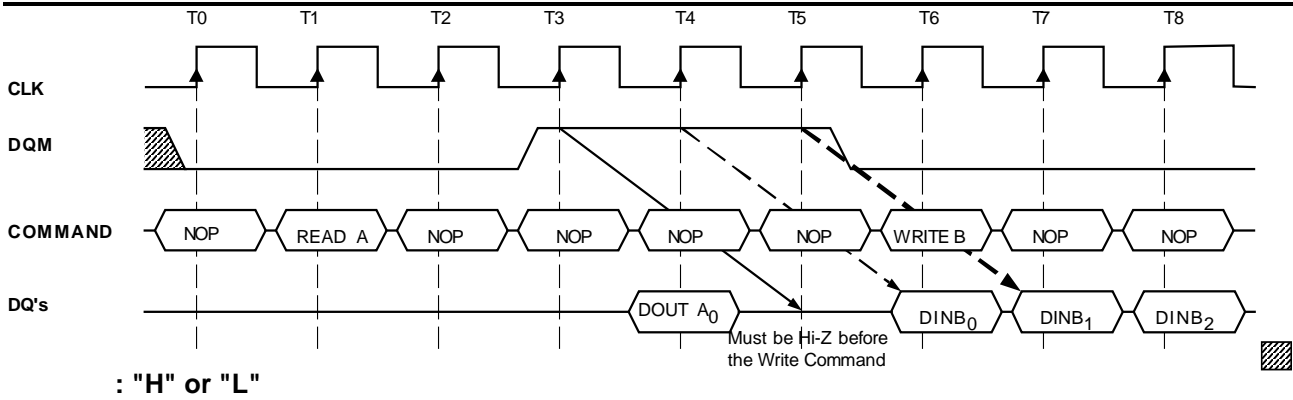 T0 T1 T2 T3 T4 T5 T6 T7 T8
CLK
DQM
COMMAND NOP READ A NOP NOP NOP NOP WRITE B NOP NOP
DQ's DOUT A0 DINB0 DINB1 DINB2
Must be Hi-Z before
the Write Command
: "H" or "L"